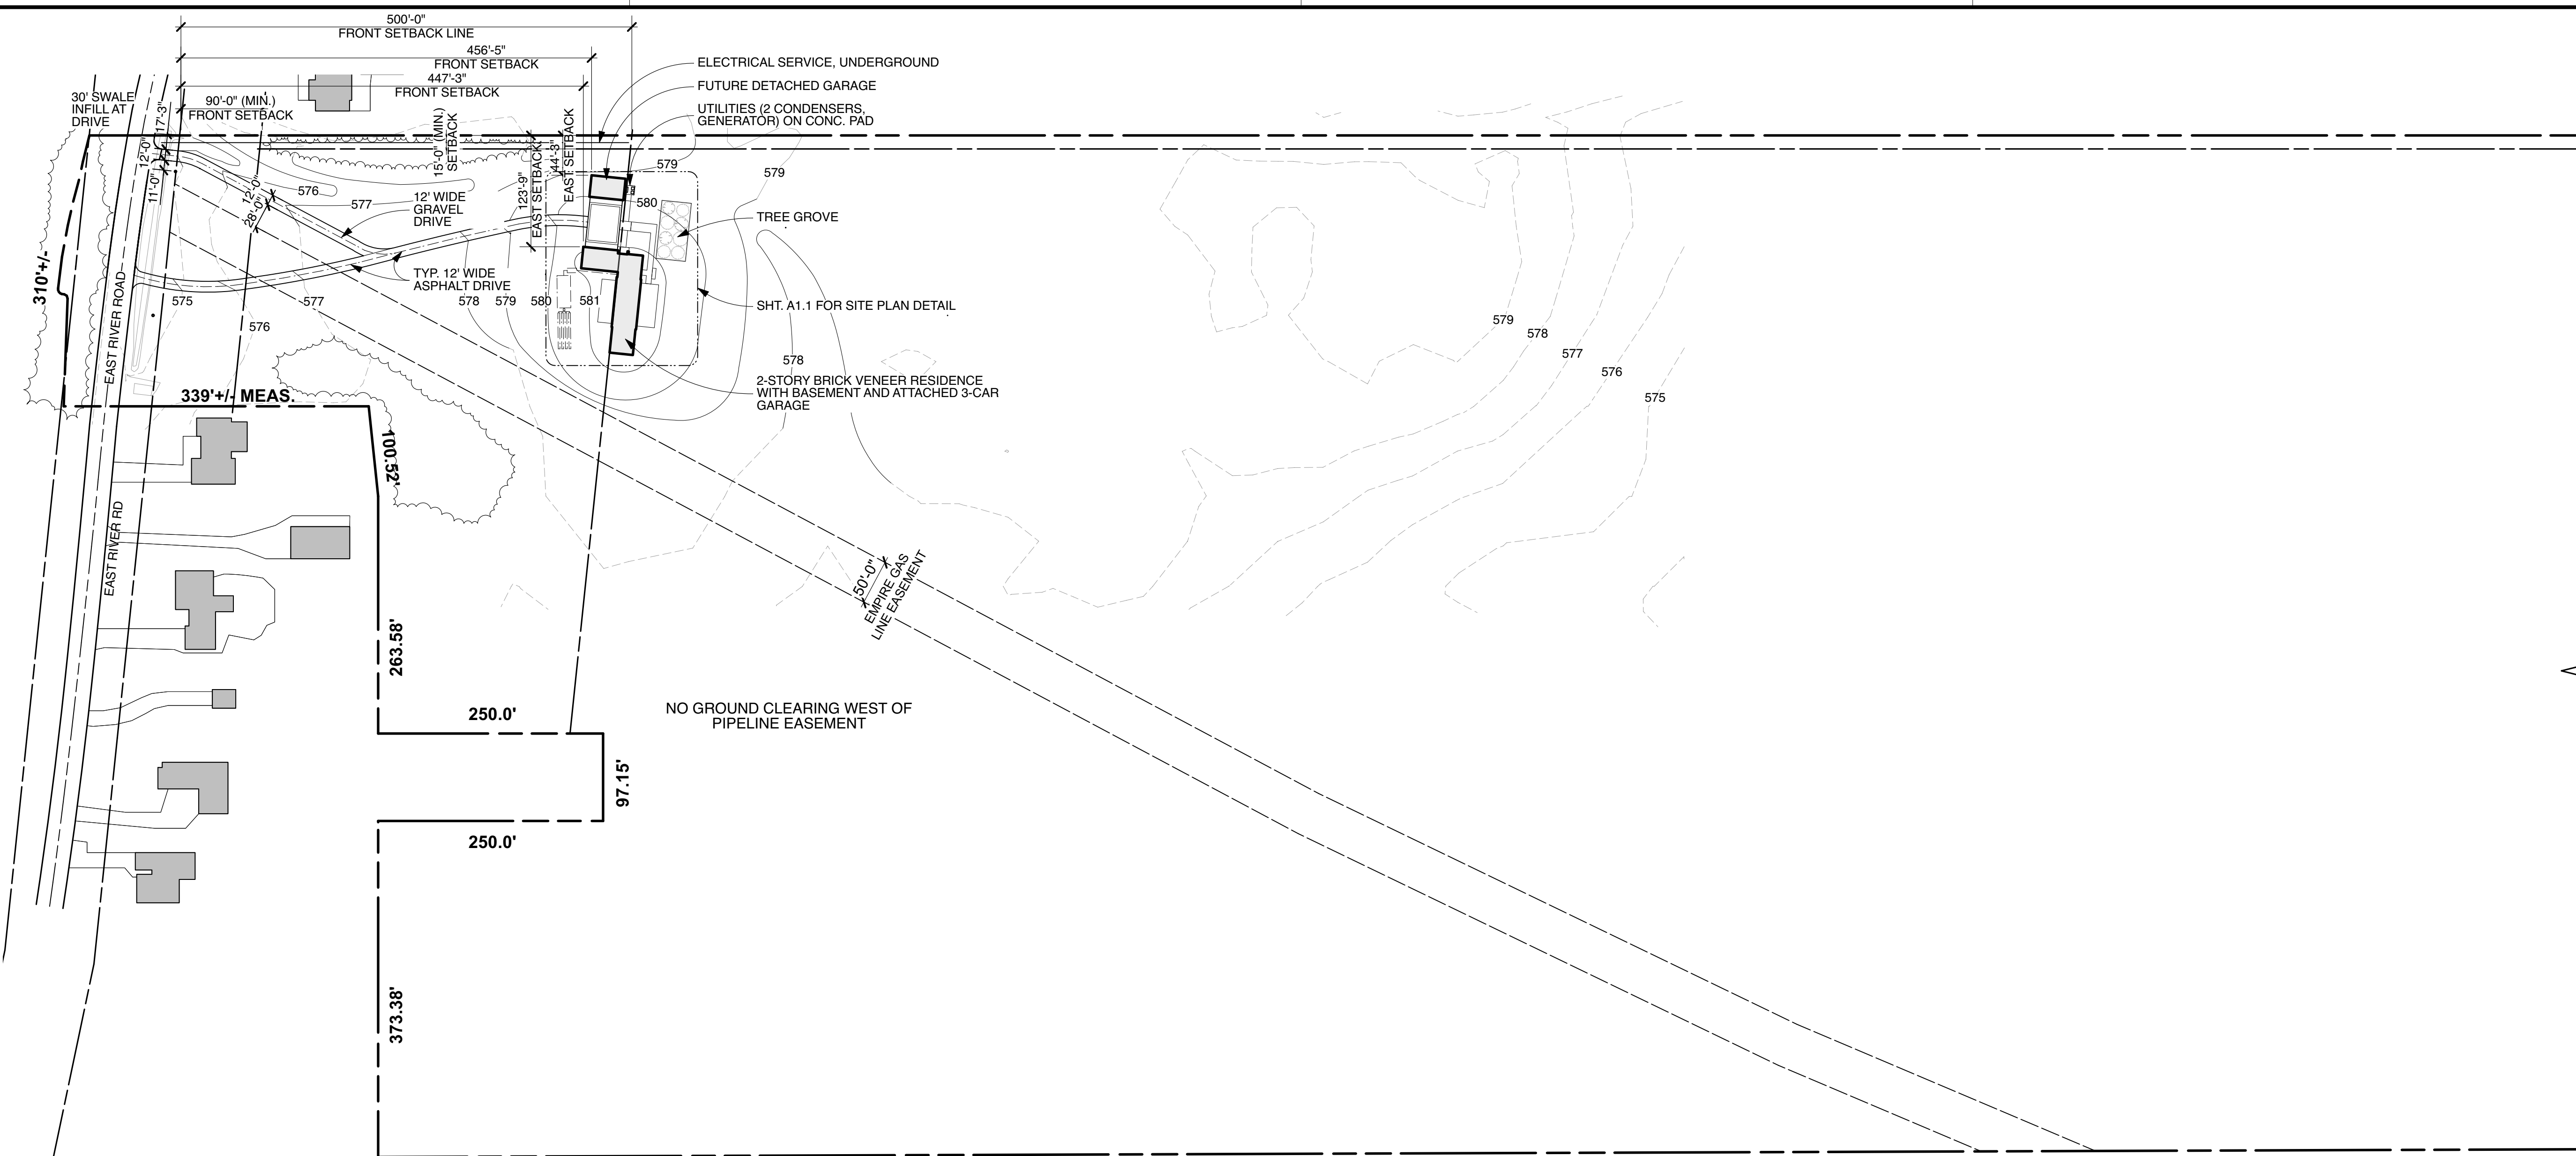 500'-0"
FRONT SETBACK LINE
456'-5"
FRONT SETBACK
447'-3"
FRONT SETBACK
90'-0" (MIN.)
FRONT SETBACK
30' SWALE
INFILL AT
DRIVE
17'-3"
12'-0"
11'-0"
15'-0" (MIN.)
SETBACK
44'-3"
EAST SETBACK
123'-9"
EAST SETBACK
ELECTRICAL SERVICE, UNDERGROUND
FUTURE DETACHED GARAGE
UTILITIES (2 CONDENSERS,
GENERATOR) ON CONC. PAD
579
579
580
576
577
12'-0"
28'-0"
12' WIDE
GRAVEL
DRIVE
TREE GROVE
TYP. 12' WIDE
ASPHALT DRIVE
575
577
576
578
579
580
581
SHT. A1.1 FOR SITE PLAN DETAIL
578
2-STORY BRICK VENEER RESIDENCE
WITH BASEMENT AND ATTACHED 3-CAR
GARAGE
579
578
577
576
575
310'+/-
EAST RIVER ROAD
339'+/- MEAS.
100.52'
EAST RIVER RD
50'-0"
EMPIRE GAS
LINE EASEMENT
263.58'
250.0'
NO GROUND CLEARING WEST OF
PIPELINE EASEMENT
97.15'
250.0'
373.38'